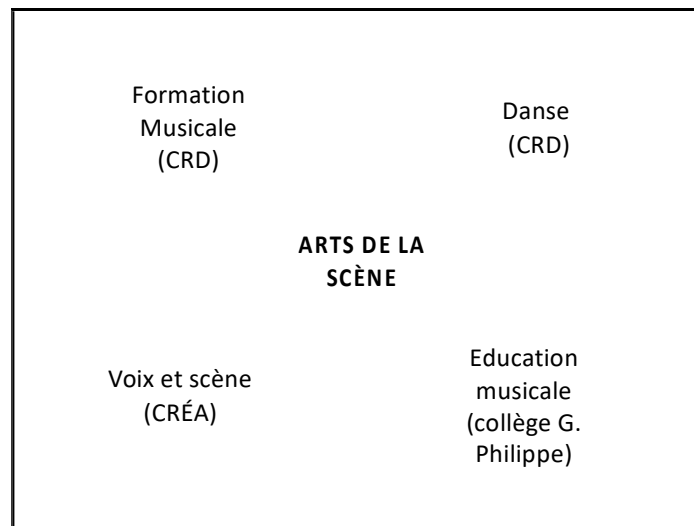 Formation
Musicale
(CRD)
Danse
(CRD)
ARTS DE LA
SCÈNE
Voix et scène
(CRÉA)
Education
musicale
(collège G.
Philippe)